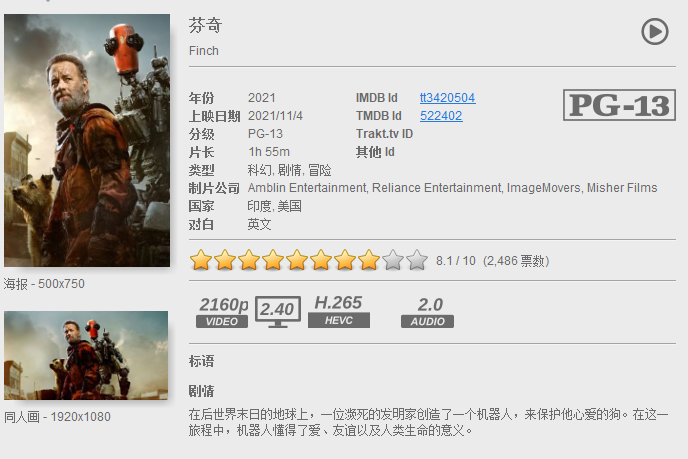 芬奇
Finch
年份 2021 IMDB Id tt3420504
PG-13
上映日期 2021/11/4 TMDB Id 522402
分级 PG-13 Trakt.tv ID
片长 1h 55m 其他 Id
类型 科幻, 剧情, 冒险
制片公司 Amblin Entertainment, Reliance Entertainment, ImageMovers, Misher Films
国家 印度, 美国
对白 英文
8.1 / 10 (2,486 票数)
海报 - 500x750
2160p VIDEO 2.40 H.265 HEVC 2.0 AUDIO
标语
剧情
在后世界末日的地球上，一位濒死的发明家创造了一个机器人，来保护他心爱的狗。在这一
旅程中，机器人懂得了爱、友谊以及人类生命的意义。
同人画 - 1920x1080